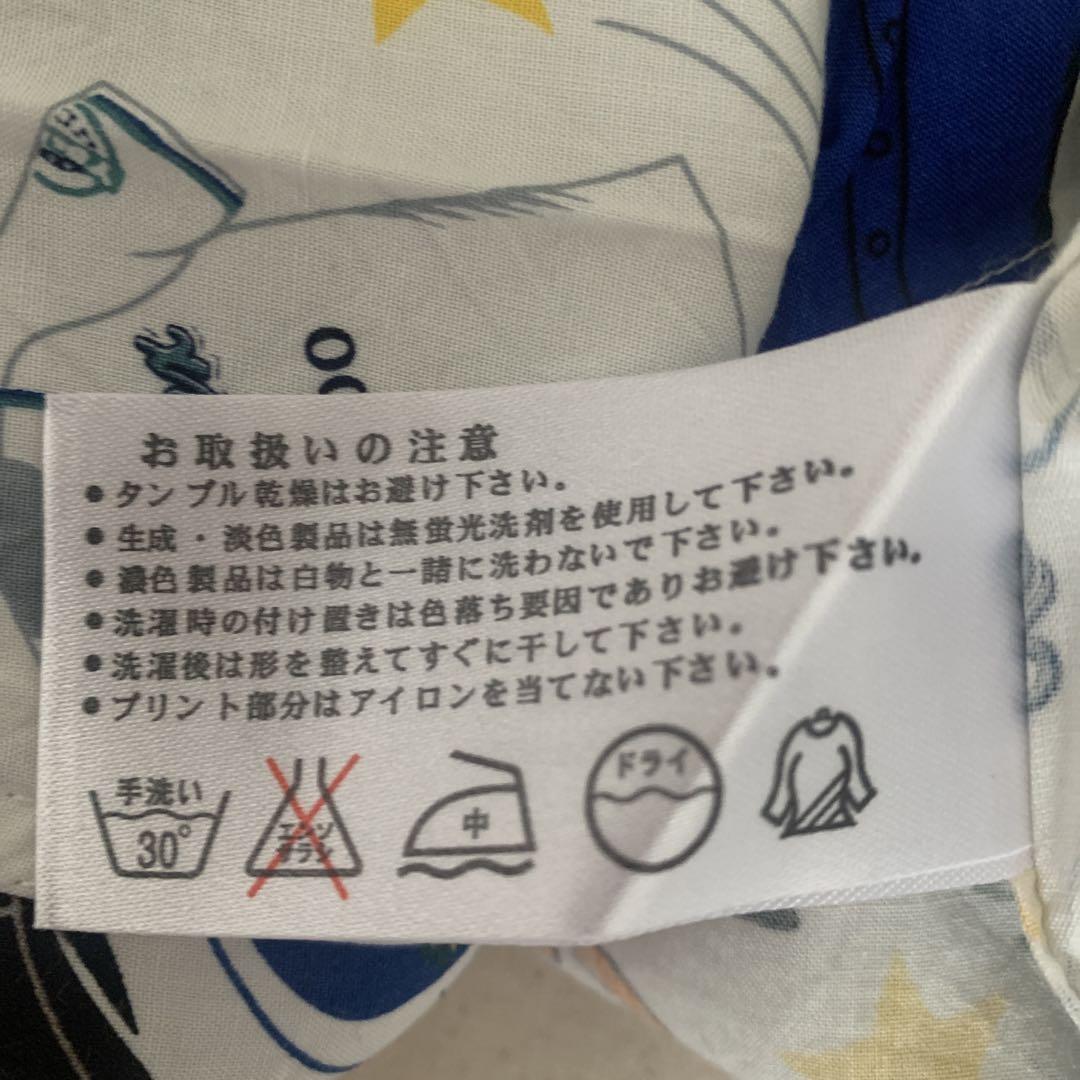 OC
お取扱いの注意
●タンブル乾燥はお避け下さい。
●生成・淡色製品は無蛍光洗剤を使用して下さい。
●濃色製品は白物と一諸に洗わないで下さい。
●洗濯時の付け置きは色落ち要因でありお避け下さい。
●洗濯後は形を整えてすぐに干して下さい。
●プリント部分はアイロンを当てない下さい。
手洗い
30°
エンソ
サラシ
中
ドライ